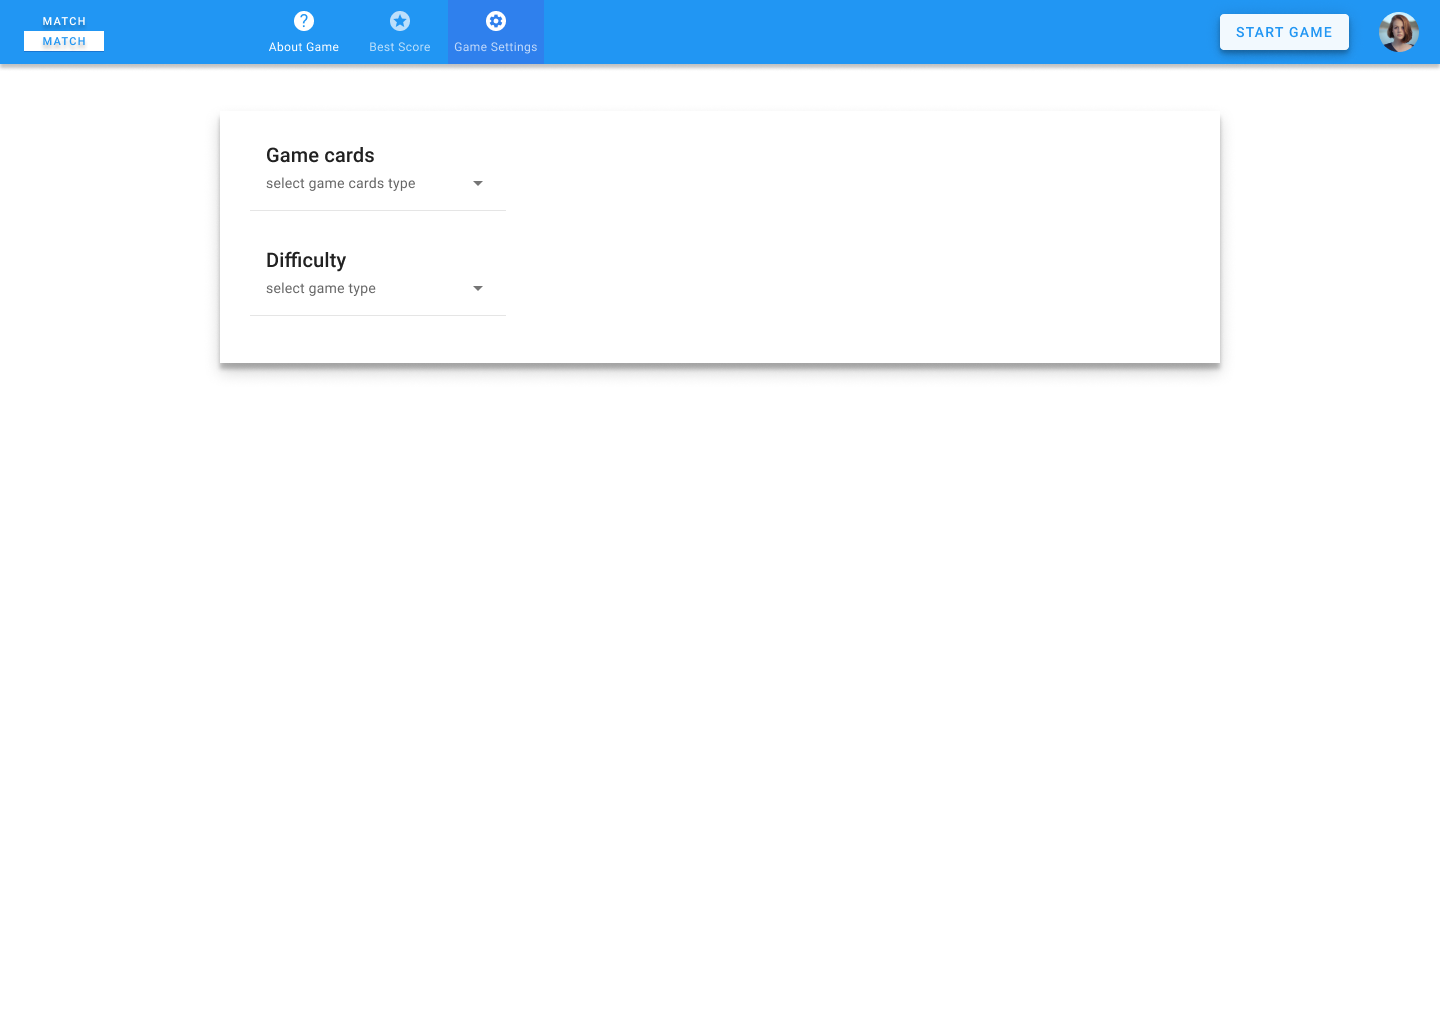 MATCH
MATCH
About Game
Best Score
Game Settings
START GAME
Game cards
select game cards type
Difficulty
select game type